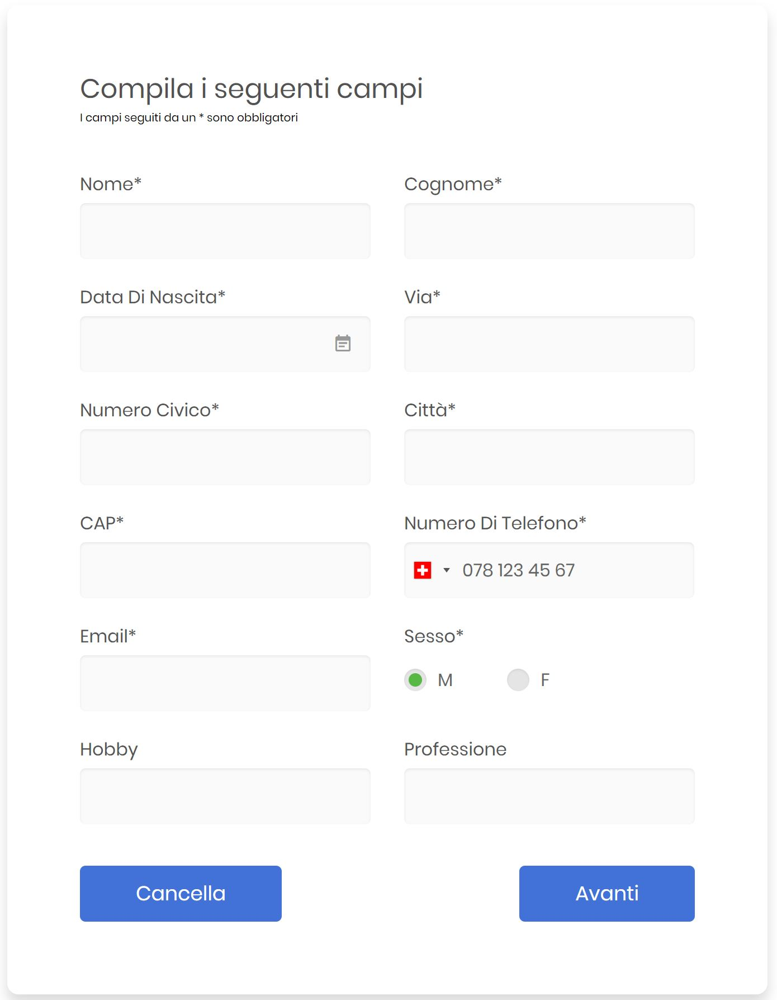 Compila i seguenti campi
I campi seguiti da un * sono obbligatori
Nome*
Cognome*
Data Di Nascita*
Via*
Numero Civico*
Città*
CAP*
Numero Di Telefono*
078 123 45 67
Email*
Sesso*
M
F
Hobby
Professione
Cancella
Avanti